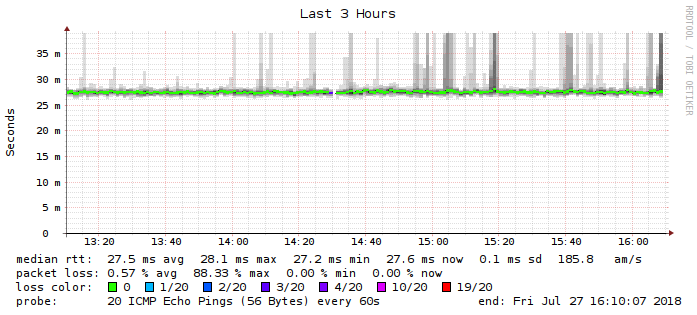 Last 3 Hours
RRDTOOL / TOBI OETIKER
Seconds
35 m
30 m
25 m
20 m
15 m
10 m
5 m
0
13:20 13:40 14:00 14:20 14:40 15:00 15:20 15:40 16:00
median rtt: 27.5 ms avg 28.1 ms max 27.2 ms min 27.6 ms now 0.1 ms sd 185.8 am/s
packet loss: 0.57 % avg 88.33 % max 0.00 % min 0.00 % now
loss color: 0 1/20 2/20 3/20 4/20 10/20 19/20
probe: 20 ICMP Echo Pings (56 Bytes) every 60s end: Fri Jul 27 16:10:07 2018